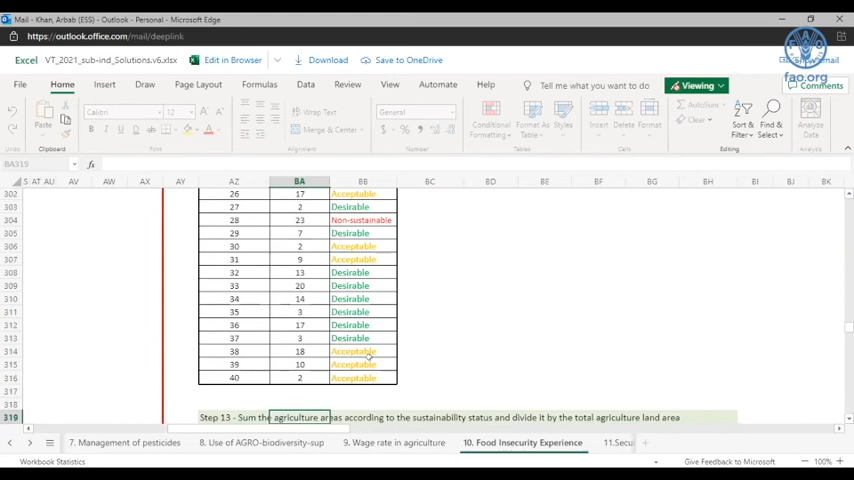 Mail - Khan, Arbab (ESS) - Outlook - Personal - Microsoft Edge
https://outlook.office.com/mail/deeplink
Excel VT_2021_sub-ind_Solutions.v6.xlsx Edit in Browser Download Save to OneDrive
fao.org
File Home Insert Draw Page Layout Formulas Data Review View Automate Help Tell me what you want to do Viewing Comments
Calibri 12 A A Wrap Text General AutoSum
Paste B I D ab A Merge & Center $ % Conditional Formatting Format As Table Styles Insert Delete Format Clear Sort & Filter Find & Select Analyze Data
Clipboard Font Alignment Number Tables Cells Editing
BA315 fx
S AT AU AV AW AX AY AZ BA BB BC BD BE BF BG BH BI BJ BK
302 26 17 Acceptable
303 27 2 Desirable
304 28 23 Non-sustainable
305 29 7 Desirable
306 30 2 Acceptable
307 31 9 Acceptable
308 32 13 Desirable
309 33 20 Desirable
310 34 14 Desirable
311 35 3 Desirable
312 36 17 Desirable
313 37 3 Desirable
314 38 18 Acceptable
315 39 10 Acceptable
316 40 2 Acceptable
317
318
319 Step 13 - Sum the agriculture areas according to the sustainability status and divide it by the total agriculture land area
7. Management of pesticides 8. Use of AGRO-biodiversity-sup 9. Wage rate in agriculture 10. Food Insecurity Experience 11.Secu
Workbook Statistics Give Feedback to Microsoft 100%